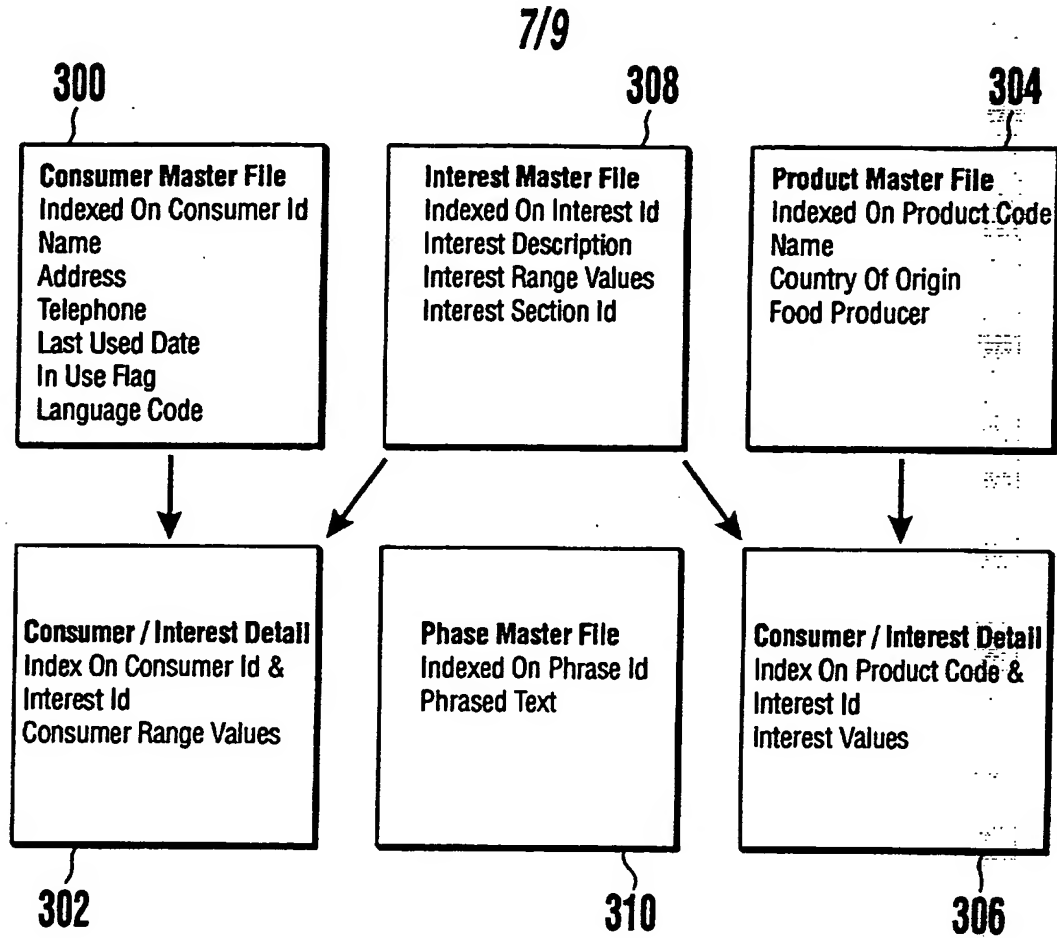 7/9
300
Consumer Master File
Indexed On Consumer Id
Name
Address
Telephone
Last Used Date
In Use Flag
Language Code
308
Interest Master File
Indexed On Interest Id
Interest Description
Interest Range Values
Interest Section Id
304
Product Master File
Indexed On Product Code
Name
Country Of Origin
Food Producer
Consumer / Interest Detail
Index On Consumer Id &
Interest Id
Consumer Range Values
302
Phase Master File
Indexed On Phrase Id
Phrased Text
310
Consumer / Interest Detail
Index On Product Code &
Interest Id
Interest Values
306